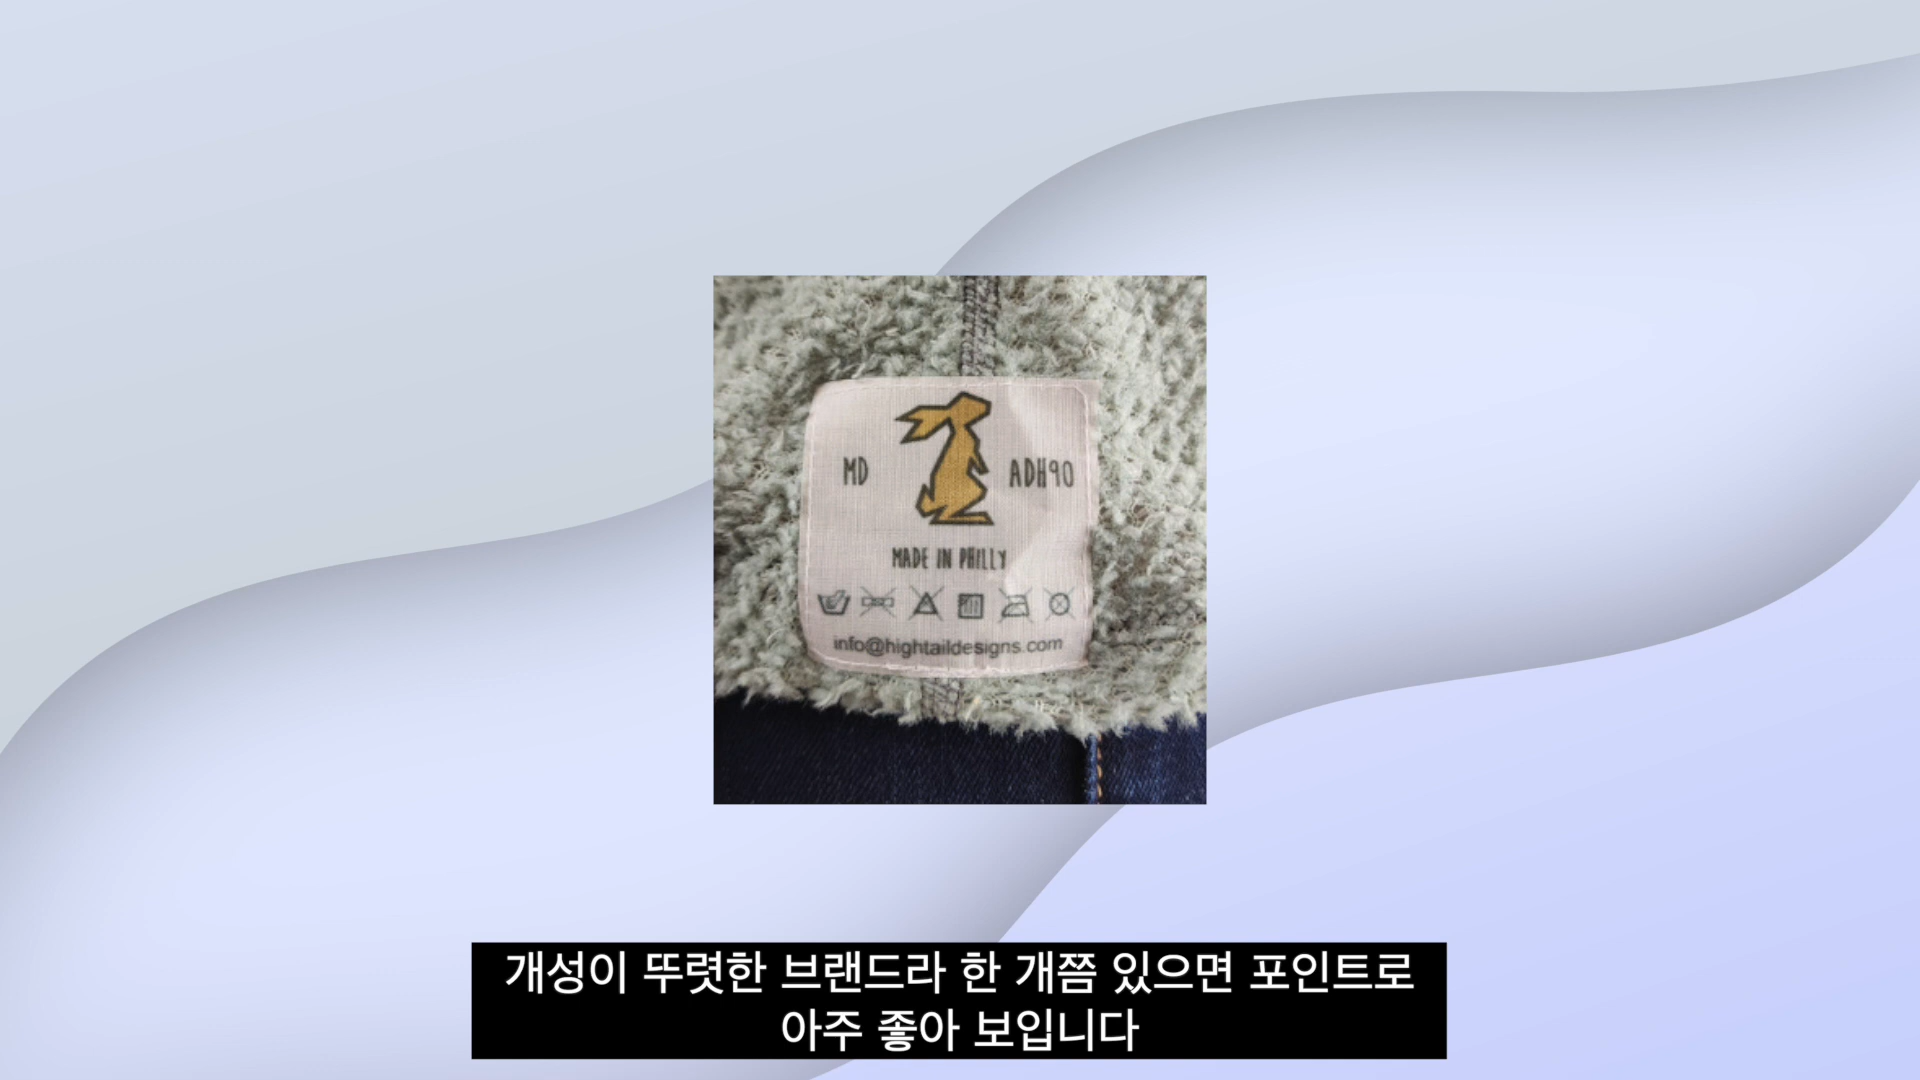 MD
ADH90
MADE IN PHILLY
info@hightaildesigns.com
개성이 뚜렷한 브랜드라 한 개쯤 있으면 포인트로
아주 좋아 보입니다